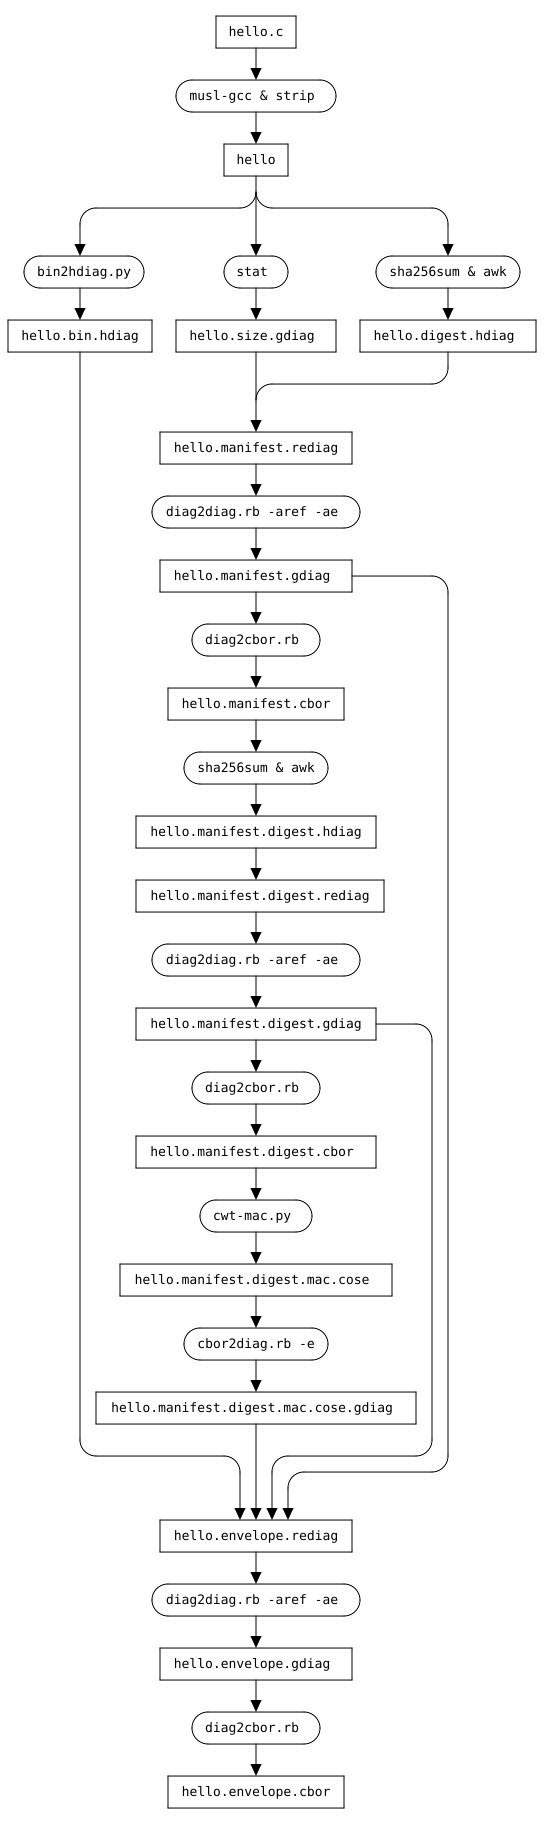 hello.c
musl-gcc & strip
hello
bin2hdiag.py
stat
sha256sum & awk
hello.bin.hdiag
hello.size.gdiag
hello.digest.hdiag
hello.manifest.rediag
diag2diag.rb -aref -ae
hello.manifest.gdiag
diag2cbor.rb
hello.manifest.cbor
sha256sum & awk
hello.manifest.digest.hdiag
hello.manifest.digest.rediag
diag2diag.rb -aref -ae
hello.manifest.digest.gdiag
diag2cbor.rb
hello.manifest.digest.cbor
cwt-mac.py
hello.manifest.digest.mac.cose
cbor2diag.rb -e
hello.manifest.digest.mac.cose.gdiag
hello.envelope.rediag
diag2diag.rb -aref -ae
hello.envelope.gdiag
diag2cbor.rb
hello.envelope.cbor